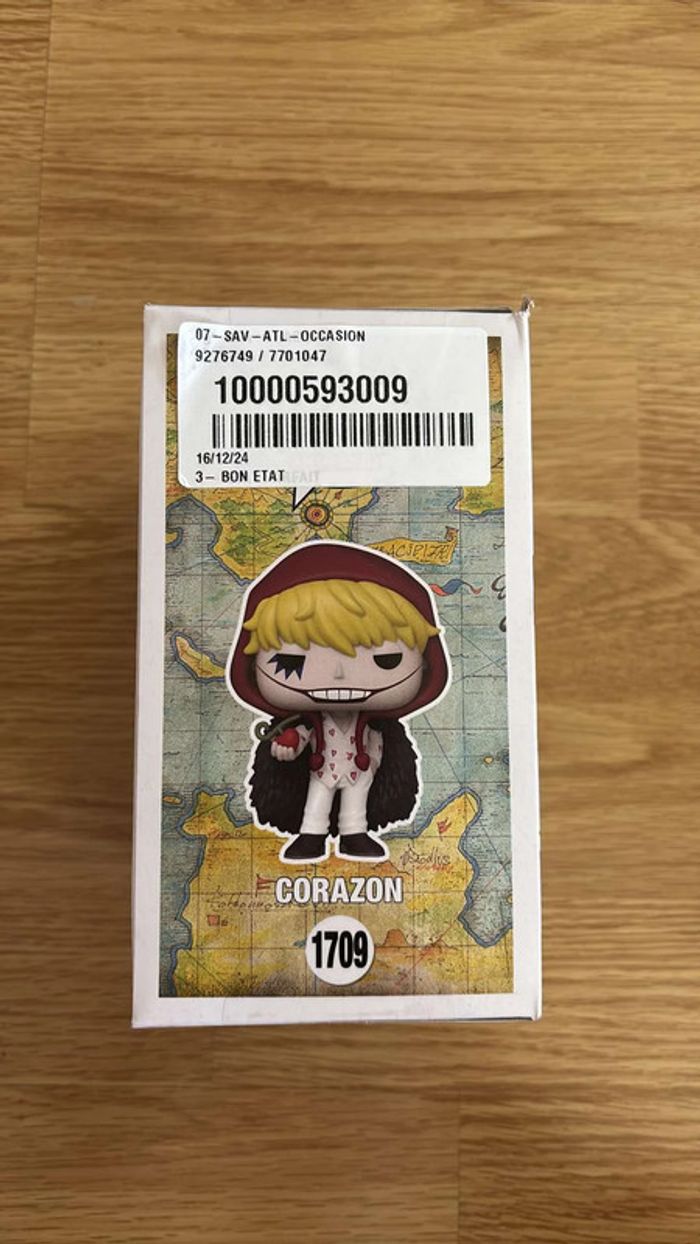 07-SAV-ATL-OCCASION
9276749 / 7701047
10000593009
16/12/24
3- BON ETAT
CORAZON
1709